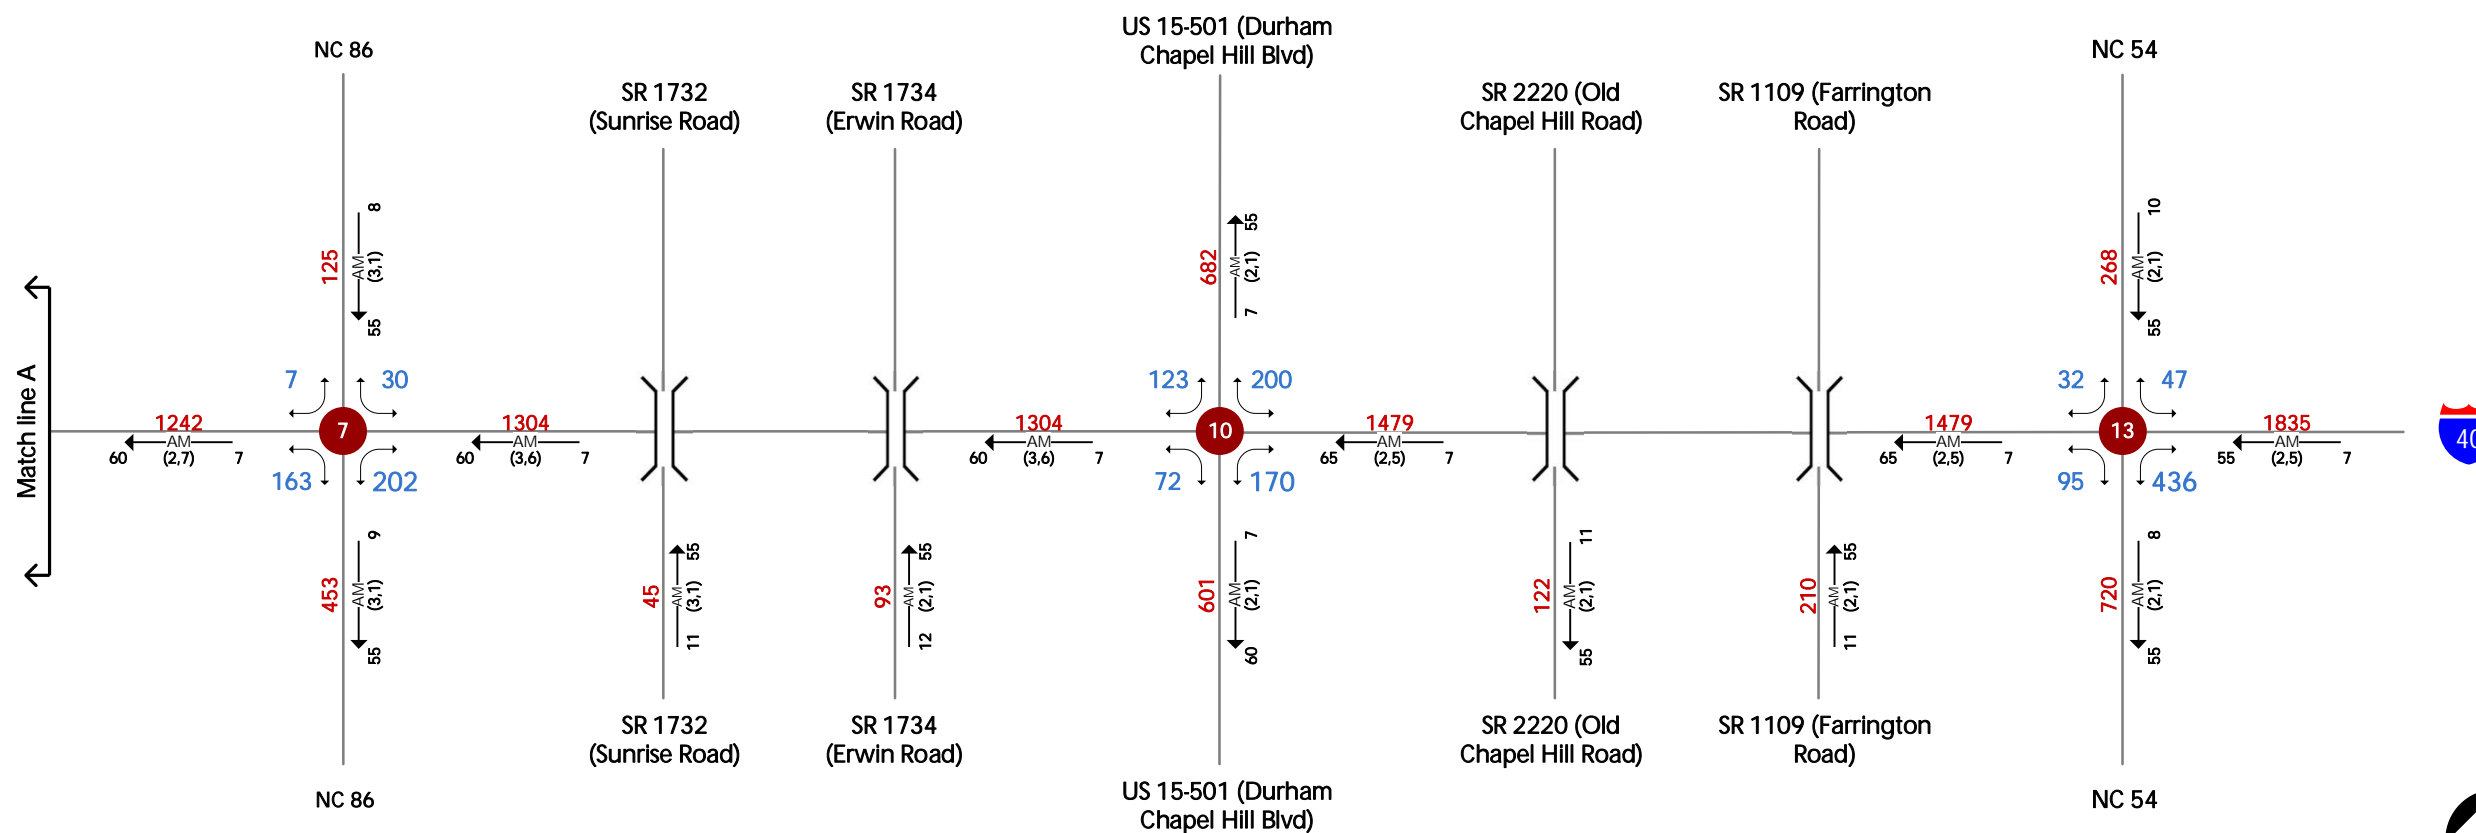 US 15-501 (Durham
Chapel Hill Blvd)
NC 86
NC 54
SR 1732
(Sunrise Road)
SR 1734
(Erwin Road)
SR 2220 (Old
Chapel Hill Road)
SR 1109 (Farrington
Road)
125
8
AM
(3,1)
55
682
55
AM
(2,1)
7
268
10
AM
(2,1)
55
Match line A
7
30
123
200
32
47
1242
AM
60
(2,7)
7
7
1304
AM
60
(3,6)
7
1304
AM
60
(3,6)
7
10
1479
AM
65
(2,5)
7
1479
AM
65
(2,5)
7
13
1835
AM
55
(2,5)
7
40
163
202
72
170
95
436
453
9
AM
(3,1)
55
45
55
AM
(3,1)
11
93
55
AM
(2,1)
12
601
7
AM
(2,1)
60
122
11
AM
(2,1)
55
210
55
AM
(2,1)
11
720
8
AM
(2,1)
55
SR 1732
(Sunrise Road)
SR 1734
(Erwin Road)
SR 2220 (Old
Chapel Hill Road)
SR 1109 (Farrington
Road)
NC 86
US 15-501 (Durham
Chapel Hill Blvd)
NC 54